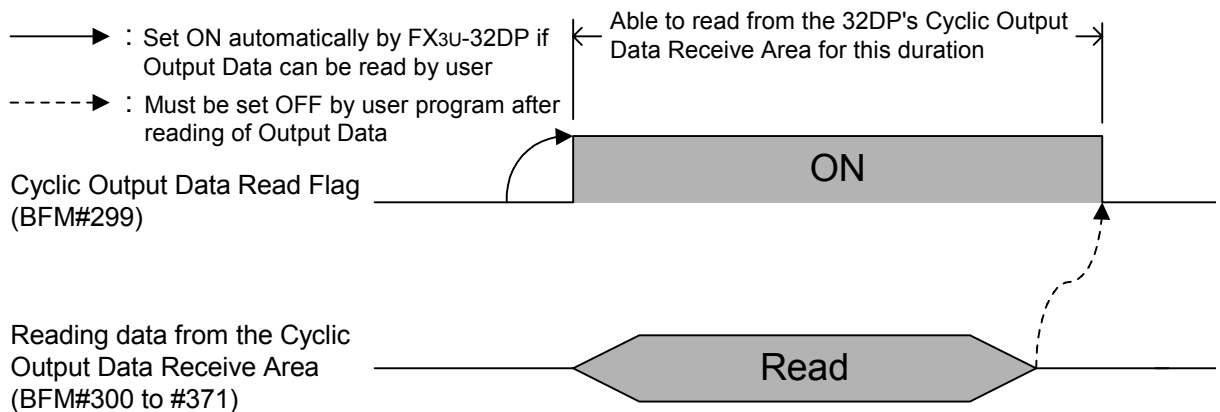 : Set ON automatically by FX3U-32DP if
Output Data can be read by user
: Must be set OFF by user program after
reading of Output Data
Able to read from the 32DP's Cyclic Output
Data Receive Area for this duration
ON
Cyclic Output Data Read Flag
(BFM#299)
Reading data from the Cyclic
Output Data Receive Area
(BFM#300 to #371)
Read